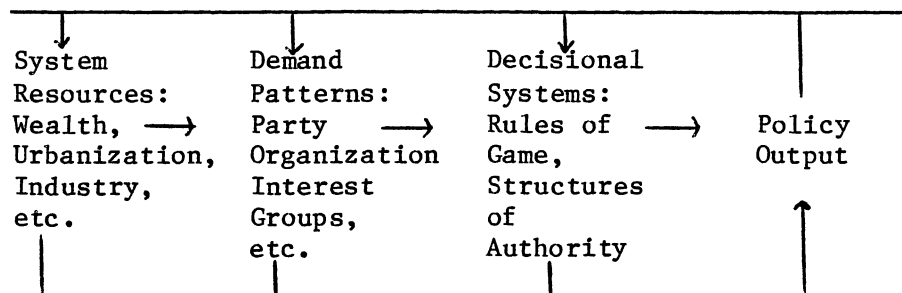 System
Resources:
Wealth,
Urbanization,
Industry,
etc.
Demand
Patterns:
Party
Organization
Interest
Groups,
etc.
Decisional
Systems:
Rules of
Game,
Structures
of
Authority
Policy
Output